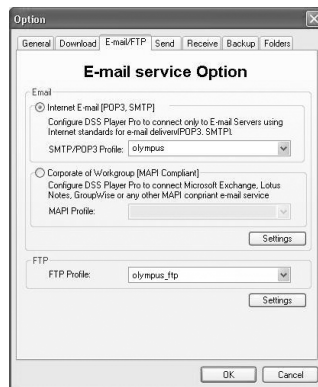 Option
General Download E-mail/FTP Send Receive Backup Folders
E-mail service Option
Email
Internet E-mail [POP3, SMTP]
Configure DSS Player Pro to connect only to E-mail Servers using
Internet standards for e-mail deliveri(POP3. SMTP).
SMTP/POP3 Profile: olympus
Corporate of Workgroup [MAPI Compliant]
Configure DSS Player Pro to connect Microsoft Exchange, Lotus
Notes, GroupWise or any other MAPI conpriant e-mail service
MAPI Profile:
Settings
FTP
FTP Profile: olympus_ftp
Settings
OK Cancel